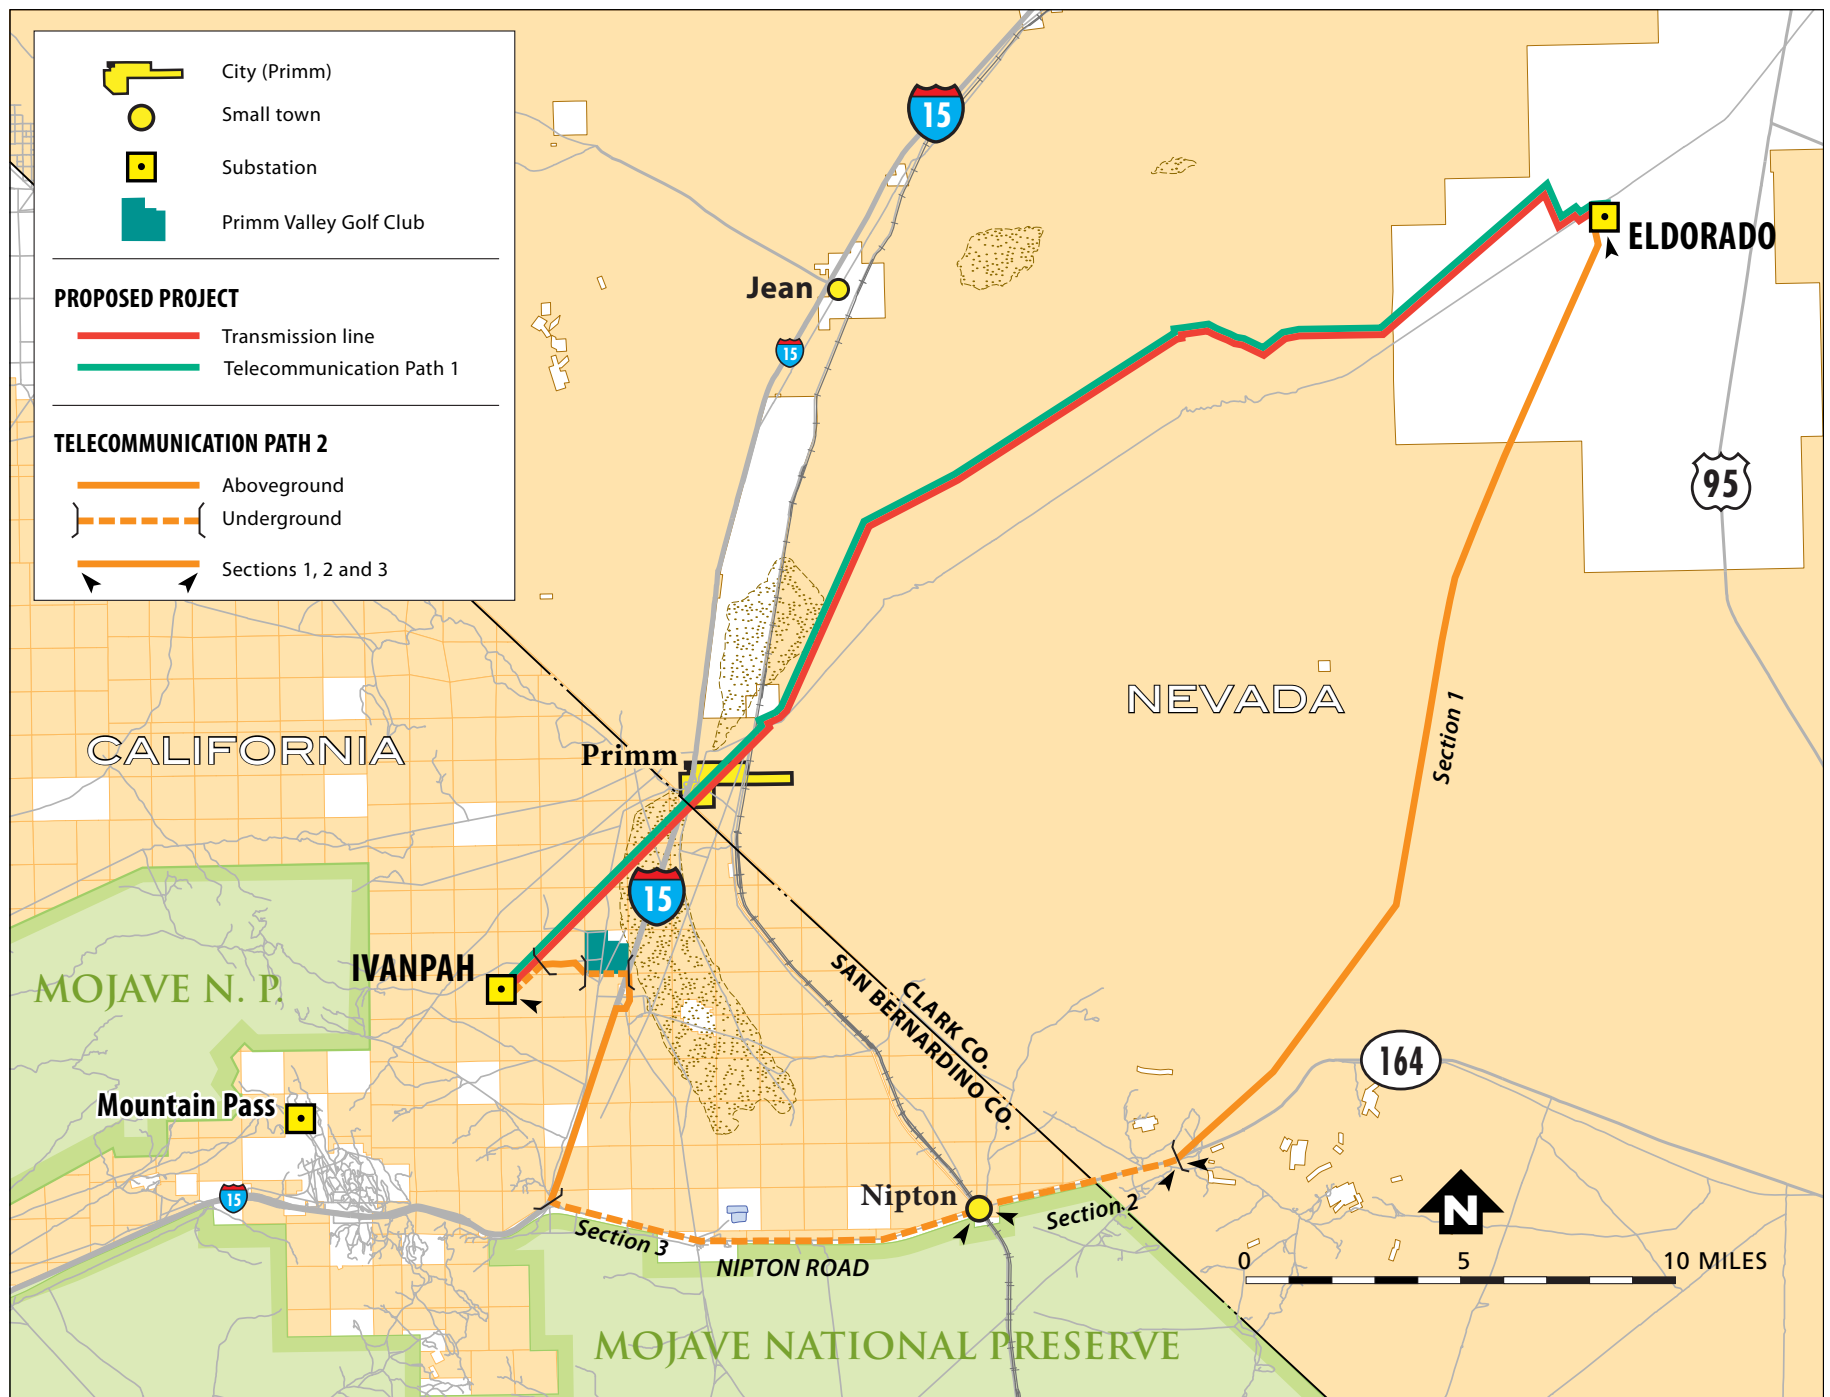 City (Primm)
Small town
Substation
Primm Valley Golf Club
PROPOSED PROJECT
Transmission line
Telecommunication Path 1
TELECOMMUNICATION PATH 2
Aboveground
Underground
Sections 1, 2 and 3
15
Jean
15
ELDORADO
95
NEVADA
Section 1
CALIFORNIA
Primm
15
IVANPAH
MOJAVE N. P.
CLARK CO.
SAN BERNARDINO CO.
164
Mountain Pass
15
Nipton
Section 2
Section 3
NIPTON ROAD
N
0 5 10 MILES
MOJAVE NATIONAL PRESERVE